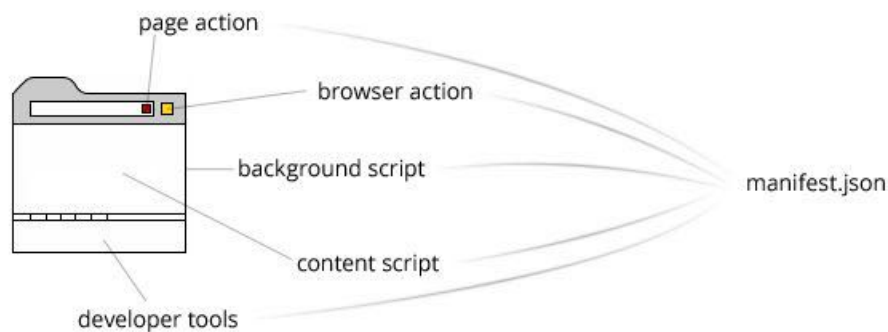 page action
browser action
background script
manifest.json
content script
developer tools